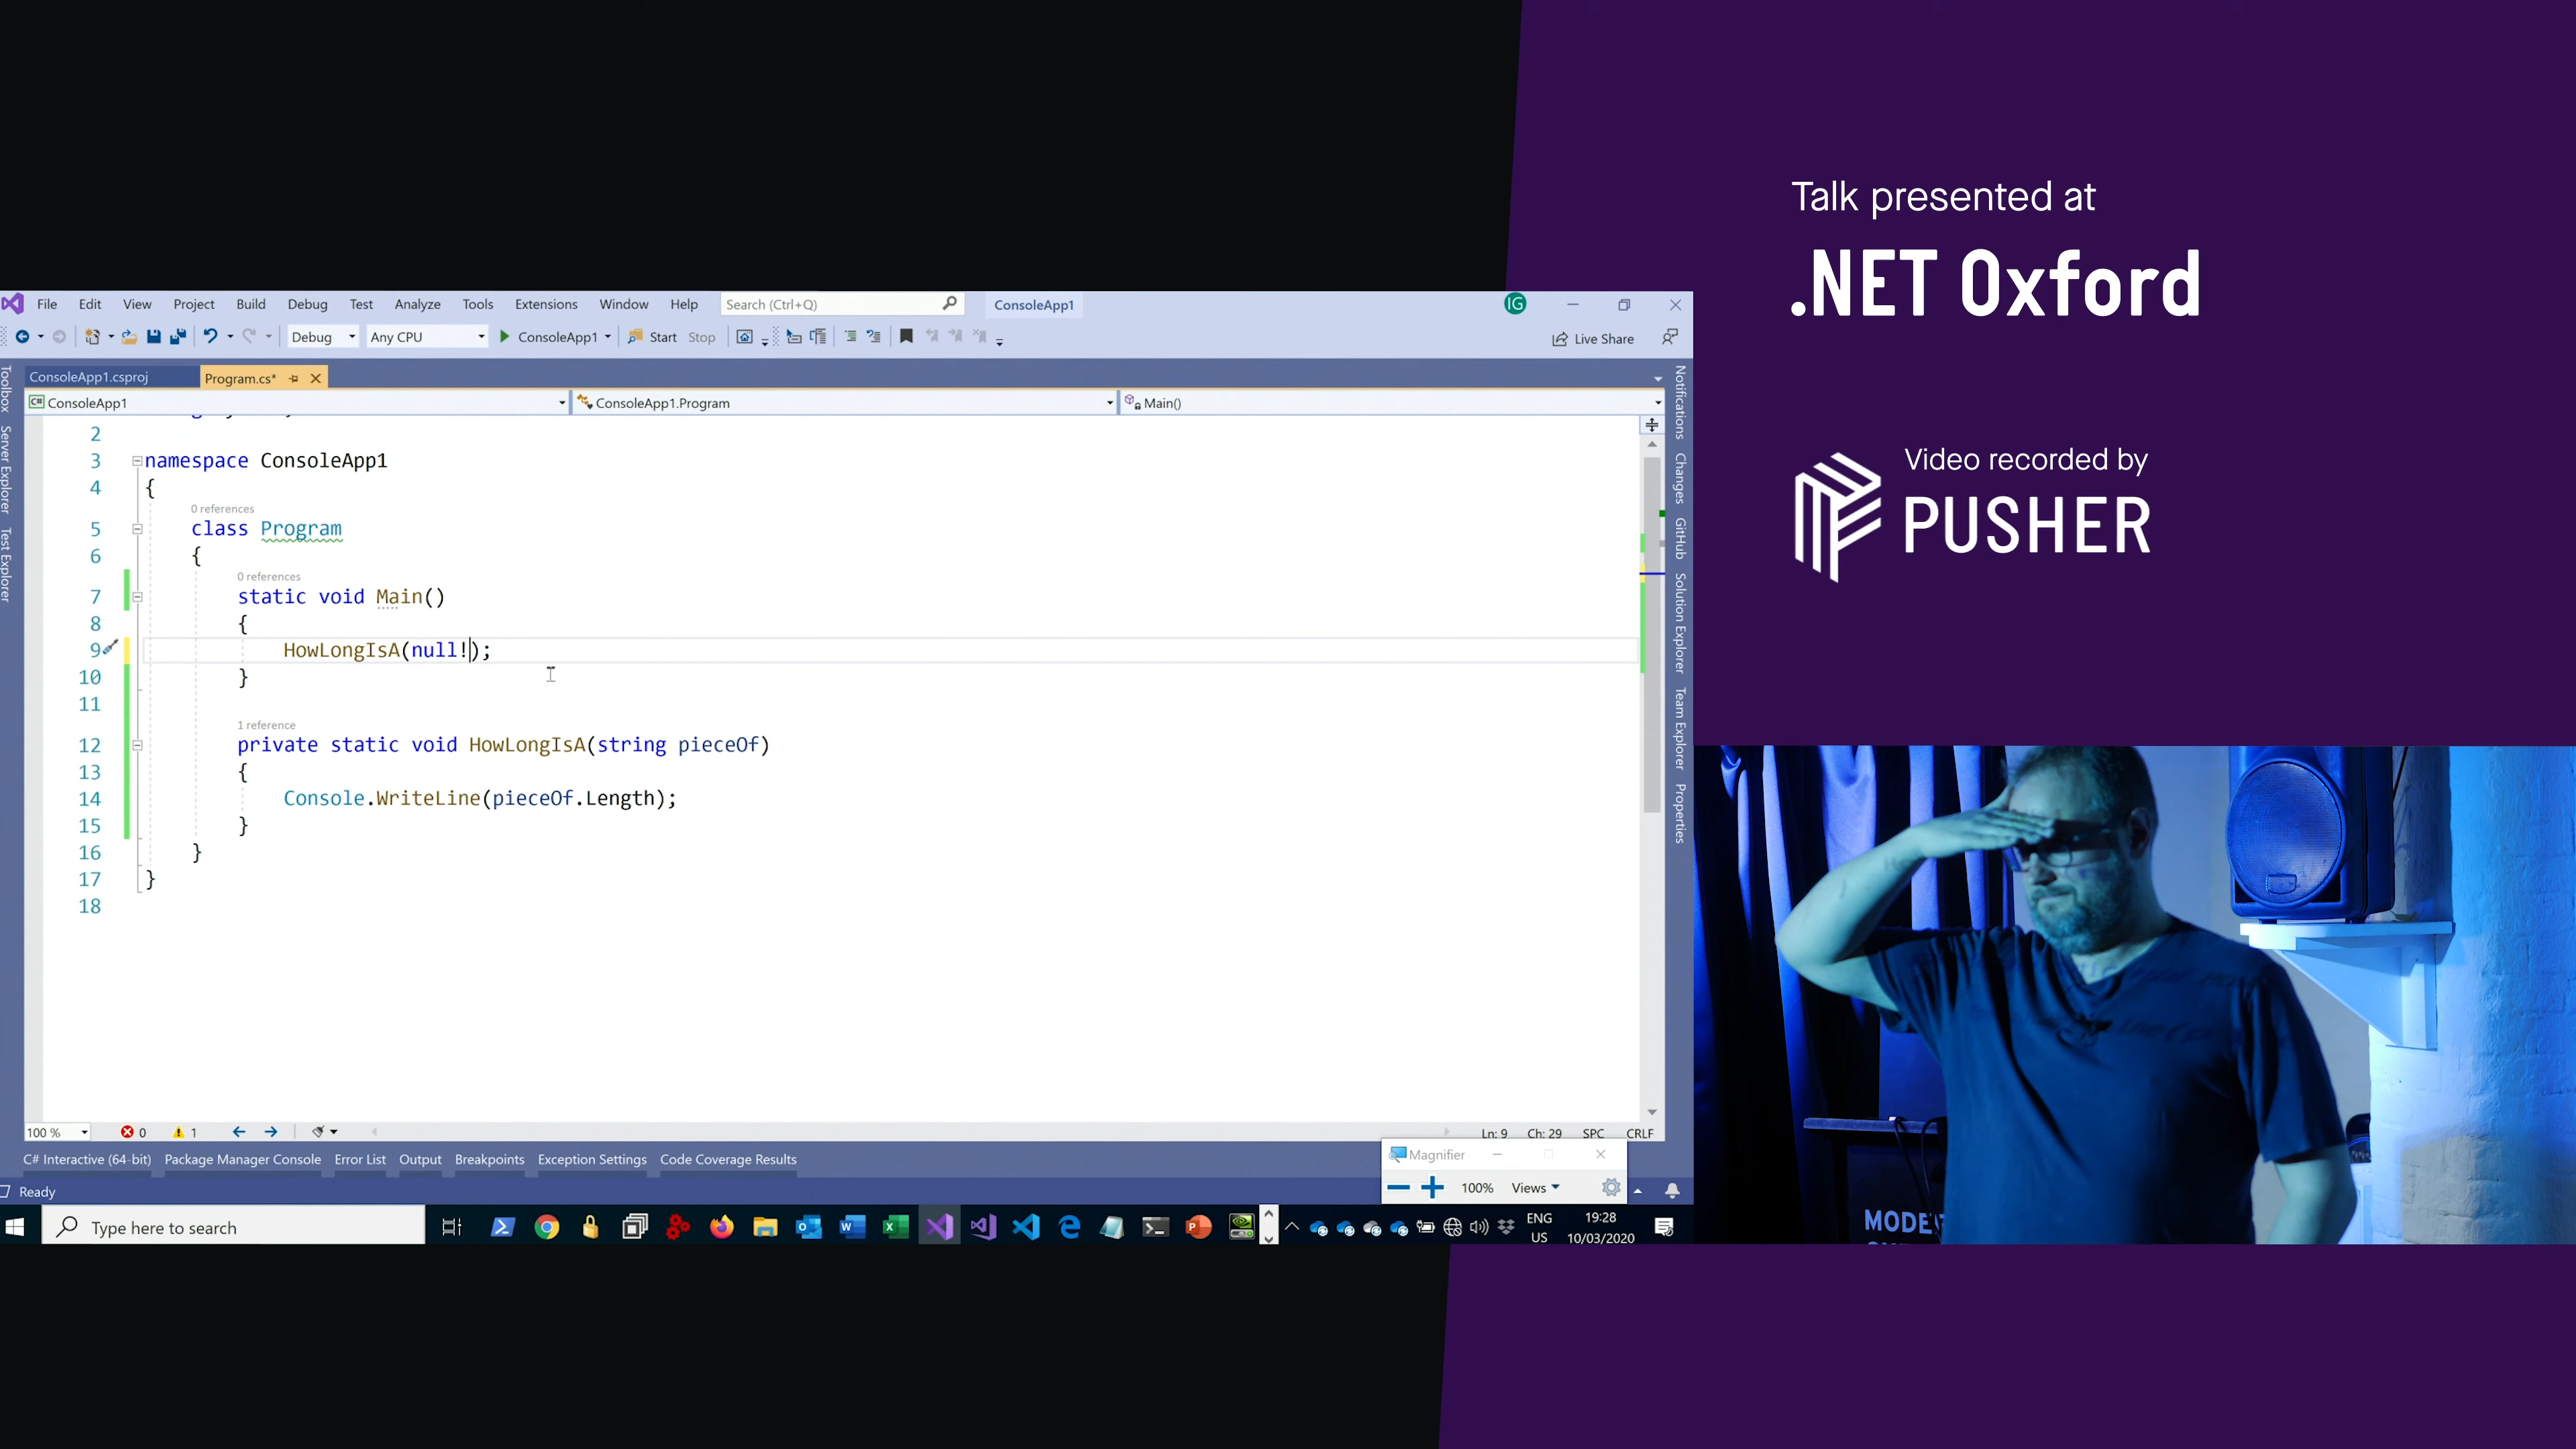 Talk presented at
.NET Oxford
Video recorded by
PUSHER
File Edit View Project Build Debug Test Analyze Tools Extensions Window Help Search (Ctrl+Q) ConsoleApp1 IG
Debug Any CPU ConsoleApp1 Start Stop Live Share
ConsoleApp1.csproj Program.cs*
C# ConsoleApp1 ConsoleApp1.Program Main()
Toolbox
Server Explorer
Test Explorer
2
3 namespace ConsoleApp1
4 {
0 references
5 class Program
6 {
0 references
7 static void Main()
8 {
9 HowLongIsA(null!);
10 }
11
1 reference
12 private static void HowLongIsA(string pieceOf)
13 {
14 Console.WriteLine(pieceOf.Length);
15 }
16 }
17 }
18
Notifications
Changes
GitHub
Solution Explorer
Team Explorer
Properties
100 % 0 1 Ln: 9 Ch: 29 SPC CRLF
C# Interactive (64-bit) Package Manager Console Error List Output Breakpoints Exception Settings Code Coverage Results
Magnifier
100% Views
Ready
Type here to search
ENG
US
19:28
10/03/2020